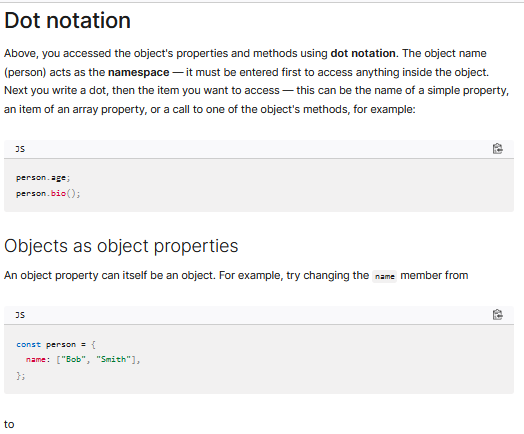 Dot notation
Above, you accessed the object's properties and methods using dot notation. The object name
(person) acts as the namespace — it must be entered first to access anything inside the object.
Next you write a dot, then the item you want to access — this can be the name of a simple property,
an item of an array property, or a call to one of the object's methods, for example:
JS
person.age;
person.bio();
Objects as object properties
An object property can itself be an object. For example, try changing the name member from
JS
const person = {
  name: ["Bob", "Smith"],
};
to